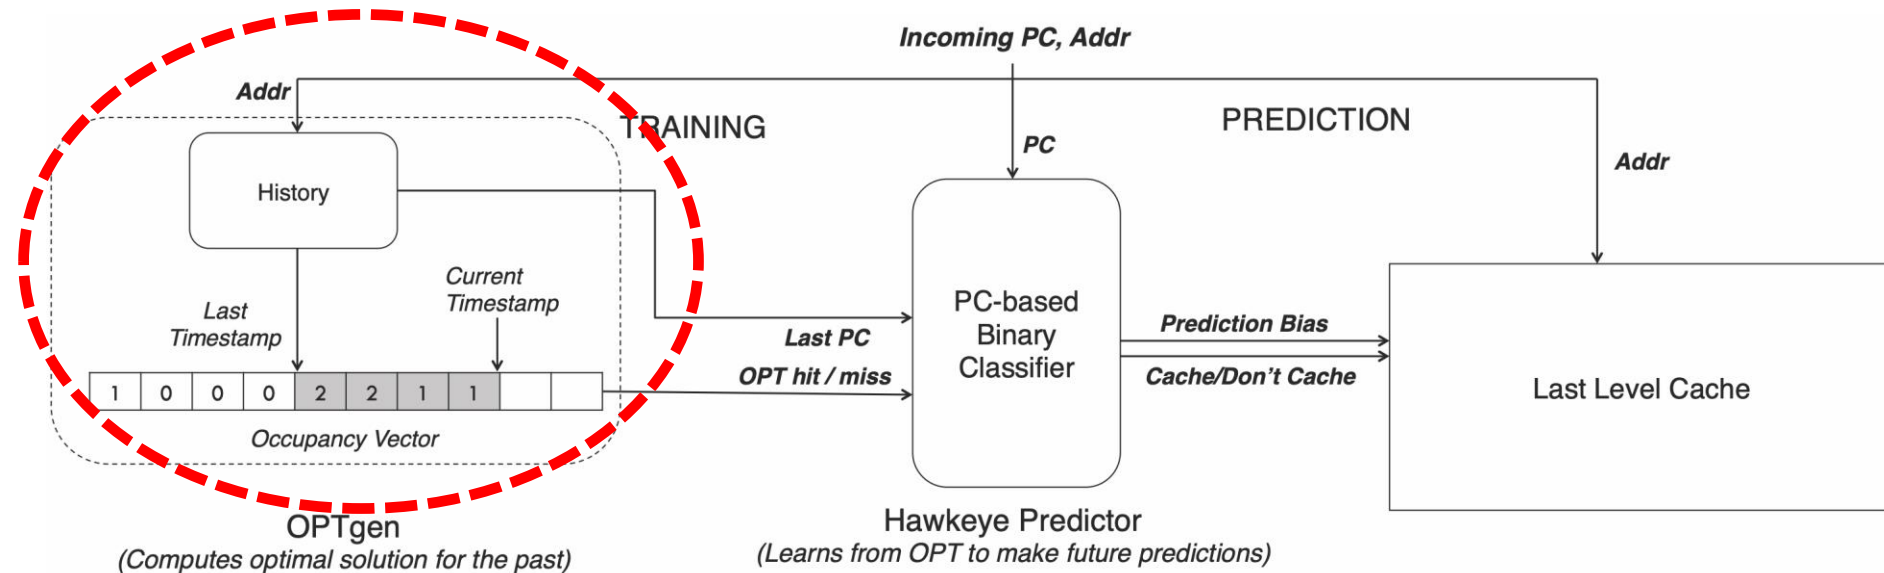 Incoming PC, Addr
Addr
TRAINING
PREDICTION
PC
Addr
History
Current
Timestamp
Last
Timestamp
PC-based
Binary
Classifier
Last PC
Prediction Bias
OPT hit / miss
Cache/Don't Cache
Last Level Cache
1 0 0 0 2 2 1 1
Occupancy Vector
OPTgen
(Computes optimal solution for the past)
Hawkeye Predictor
(Learns from OPT to make future predictions)